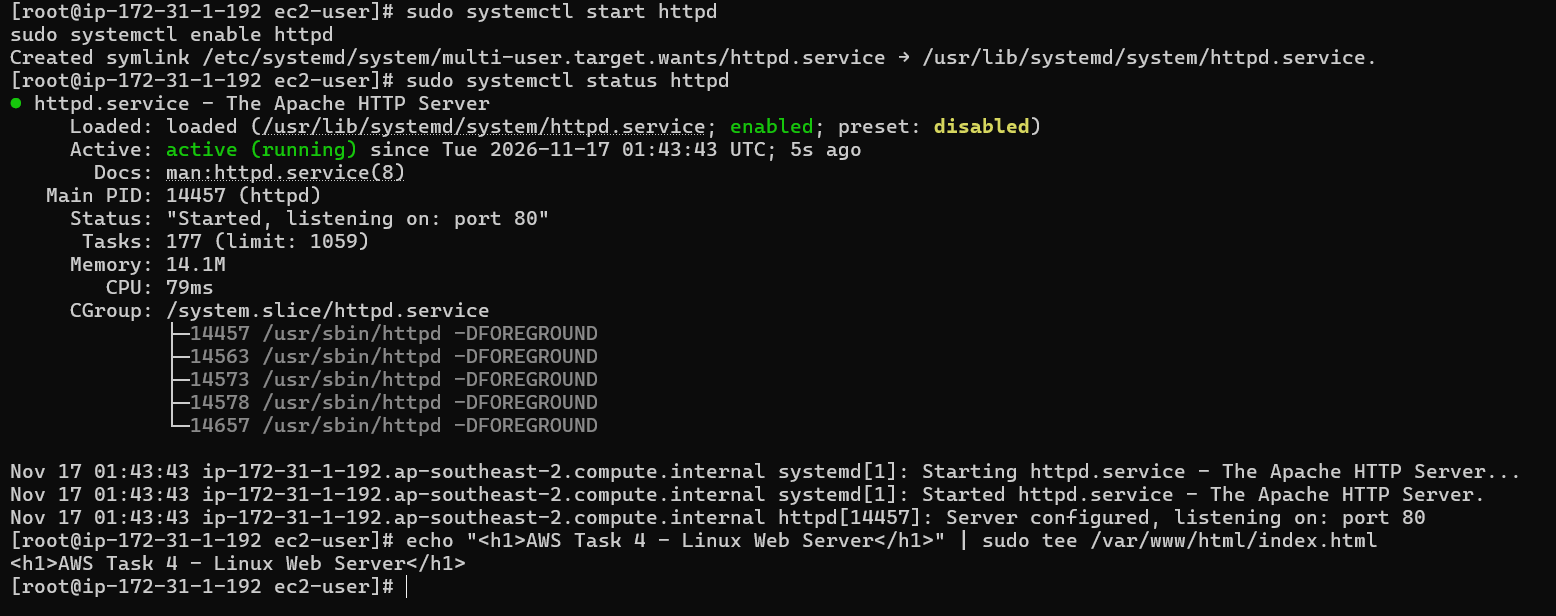 [root@ip-172-31-1-192 ec2-user]# sudo systemctl start httpd
sudo systemctl enable httpd
Created symlink /etc/systemd/system/multi-user.target.wants/httpd.service → /usr/lib/systemd/system/httpd.service.
[root@ip-172-31-1-192 ec2-user]# sudo systemctl status httpd
● httpd.service - The Apache HTTP Server
     Loaded: loaded (/usr/lib/systemd/system/httpd.service; enabled; preset: disabled)
     Active: active (running) since Tue 2026-11-17 01:43:43 UTC; 5s ago
       Docs: man:httpd.service(8)
   Main PID: 14457 (httpd)
     Status: "Started, listening on: port 80"
      Tasks: 177 (limit: 1059)
     Memory: 14.1M
        CPU: 79ms
     CGroup: /system.slice/httpd.service
             ├─14457 /usr/sbin/httpd -DFOREGROUND
             ├─14563 /usr/sbin/httpd -DFOREGROUND
             ├─14573 /usr/sbin/httpd -DFOREGROUND
             ├─14578 /usr/sbin/httpd -DFOREGROUND
             └─14657 /usr/sbin/httpd -DFOREGROUND
Nov 17 01:43:43 ip-172-31-1-192.ap-southeast-2.compute.internal systemd[1]: Starting httpd.service - The Apache HTTP Server...
Nov 17 01:43:43 ip-172-31-1-192.ap-southeast-2.compute.internal systemd[1]: Started httpd.service - The Apache HTTP Server.
Nov 17 01:43:43 ip-172-31-1-192.ap-southeast-2.compute.internal httpd[14457]: Server configured, listening on: port 80
[root@ip-172-31-1-192 ec2-user]# echo "<h1>AWS Task 4 - Linux Web Server</h1>" | sudo tee /var/www/html/index.html
<h1>AWS Task 4 - Linux Web Server</h1>
[root@ip-172-31-1-192 ec2-user]#